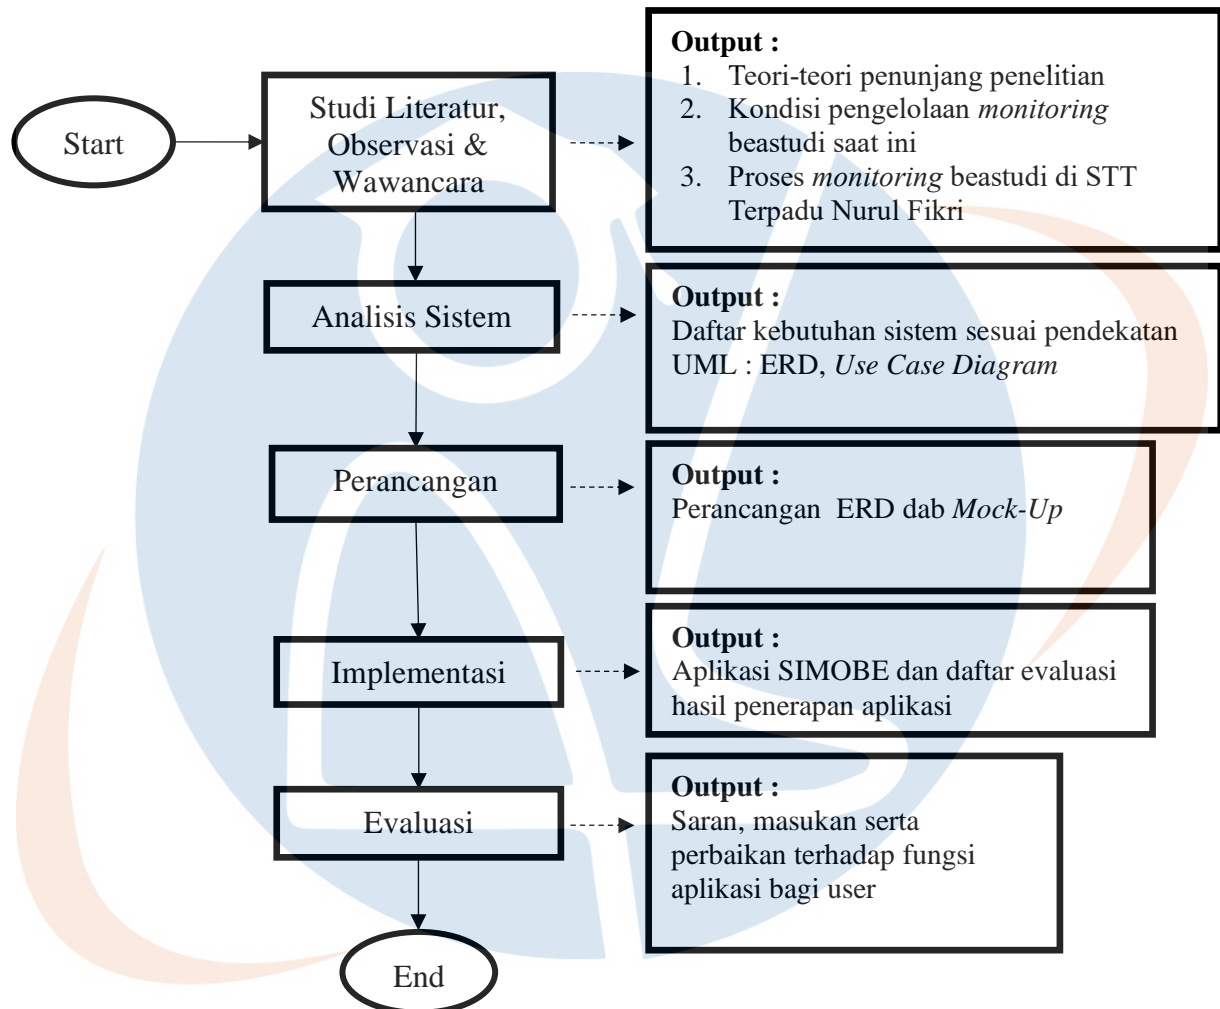 Start
Studi Literatur,
Observasi &
Wawancara
Output :
1. Teori-teori penunjang penelitian
2. Kondisi pengelolaan monitoring
beastudi saat ini
3. Proses monitoring beastudi di STT
Terpadu Nurul Fikri
Analisis Sistem
Output :
Daftar kebutuhan sistem sesuai pendekatan
UML : ERD, Use Case Diagram
Perancangan
Output :
Perancangan ERD dab Mock-Up
Implementasi
Output :
Aplikasi SIMOBE dan daftar evaluasi
hasil penerapan aplikasi
Evaluasi
Output :
Saran, masukan serta
perbaikan terhadap fungsi
aplikasi bagi user
End